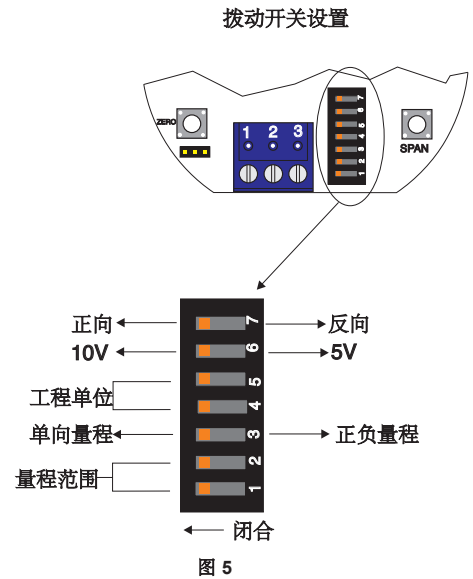 拨动开关设置
ZERO
1 2 3
7
6
5
4
3
2
1
SPAN
正向 7 反向
10V 6 5V
5
工程单位
4
单向量程 3 正负量程
2
量程范围
1
闭合
图 5